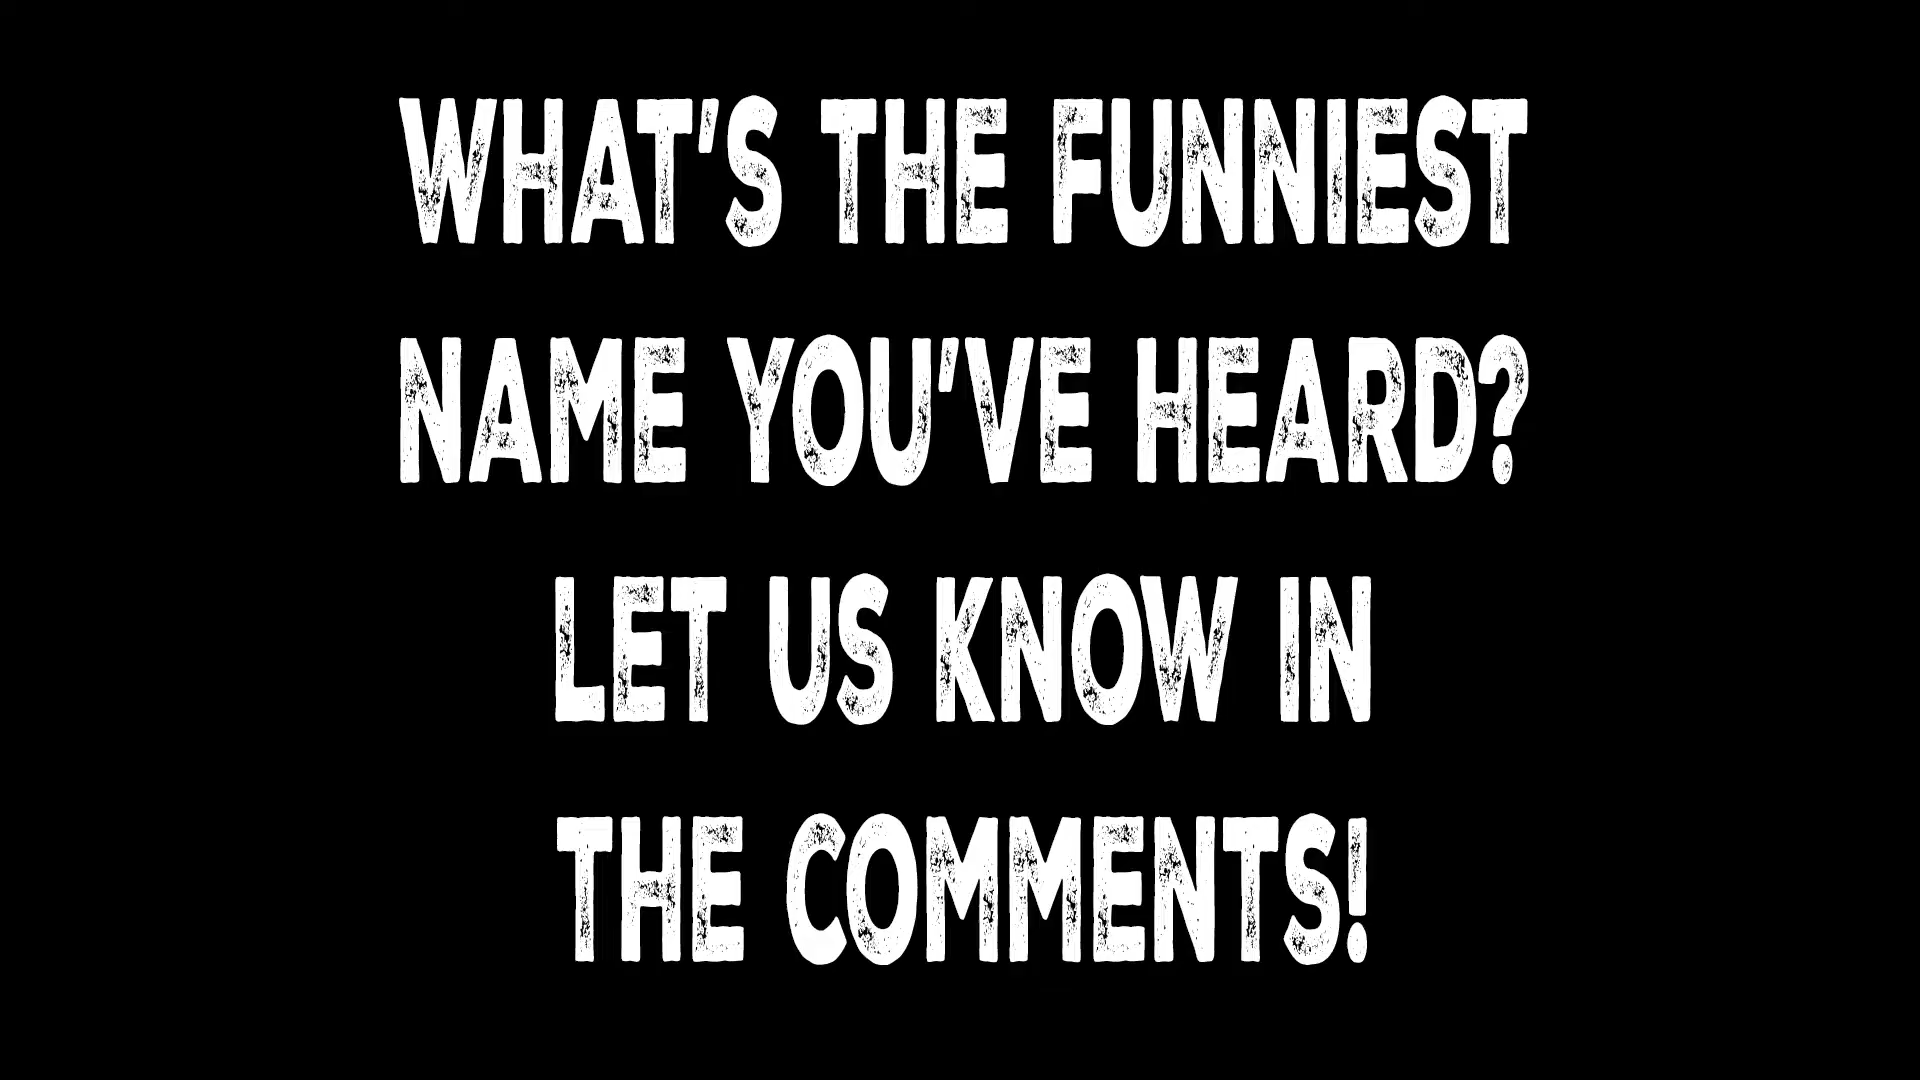 WHAT'S THE FUNNIEST
NAME YOU'VE HEARD?
LET US KNOW IN
THE COMMENTS!